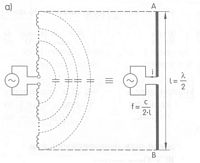 a)
A
i
l = λ/2
f = c/2·l
B